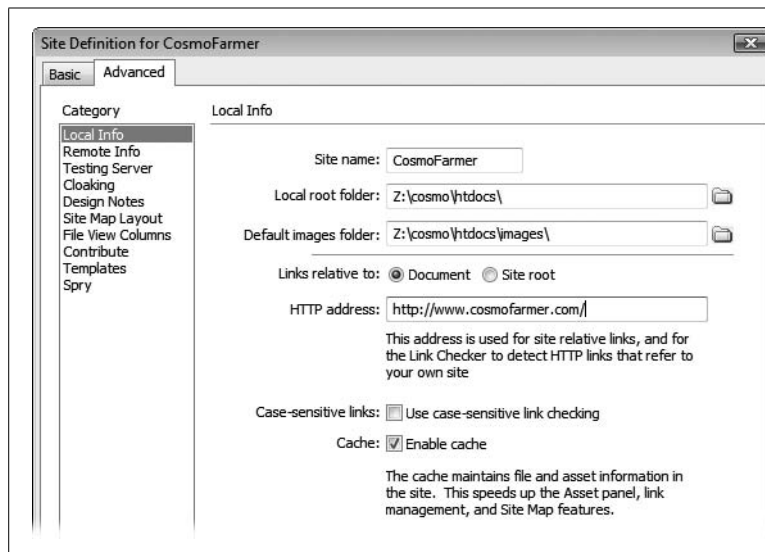 Site Definition for CosmoFarmer
Basic
Advanced
Category
Local Info
Remote Info
Testing Server
Cloaking
Design Notes
Site Map Layout
File View Columns
Contribute
Templates
Spry
Local Info
Site name: CosmoFarmer
Local root folder: Z:\cosmo\htdocs\
Default images folder: Z:\cosmo\htdocs\images\
Links relative to: Document Site root
HTTP address: http://www.cosmofarmer.com/
This address is used for site relative links, and for
the Link Checker to detect HTTP links that refer to
your own site
Case-sensitive links: Use case-sensitive link checking
Cache: Enable cache
The cache maintains file and asset information in
the site. This speeds up the Asset panel, link
management, and Site Map features.